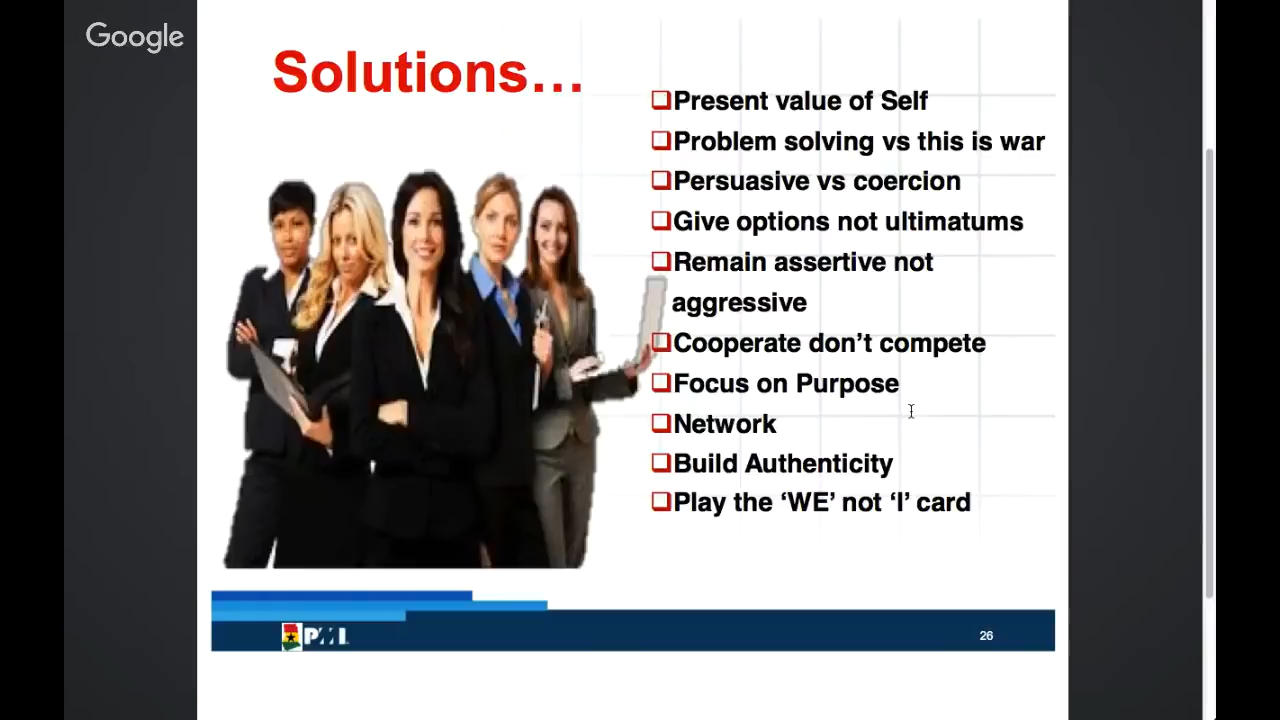 Google
Solutions…
❑Present value of Self
❑Problem solving vs this is war
❑Persuasive vs coercion
❑Give options not ultimatums
❑Remain assertive not
aggressive
❑Cooperate don’t compete
❑Focus on Purpose
❑Network
❑Build Authenticity
❑Play the ‘WE’ not ‘I’ card
PMI
26